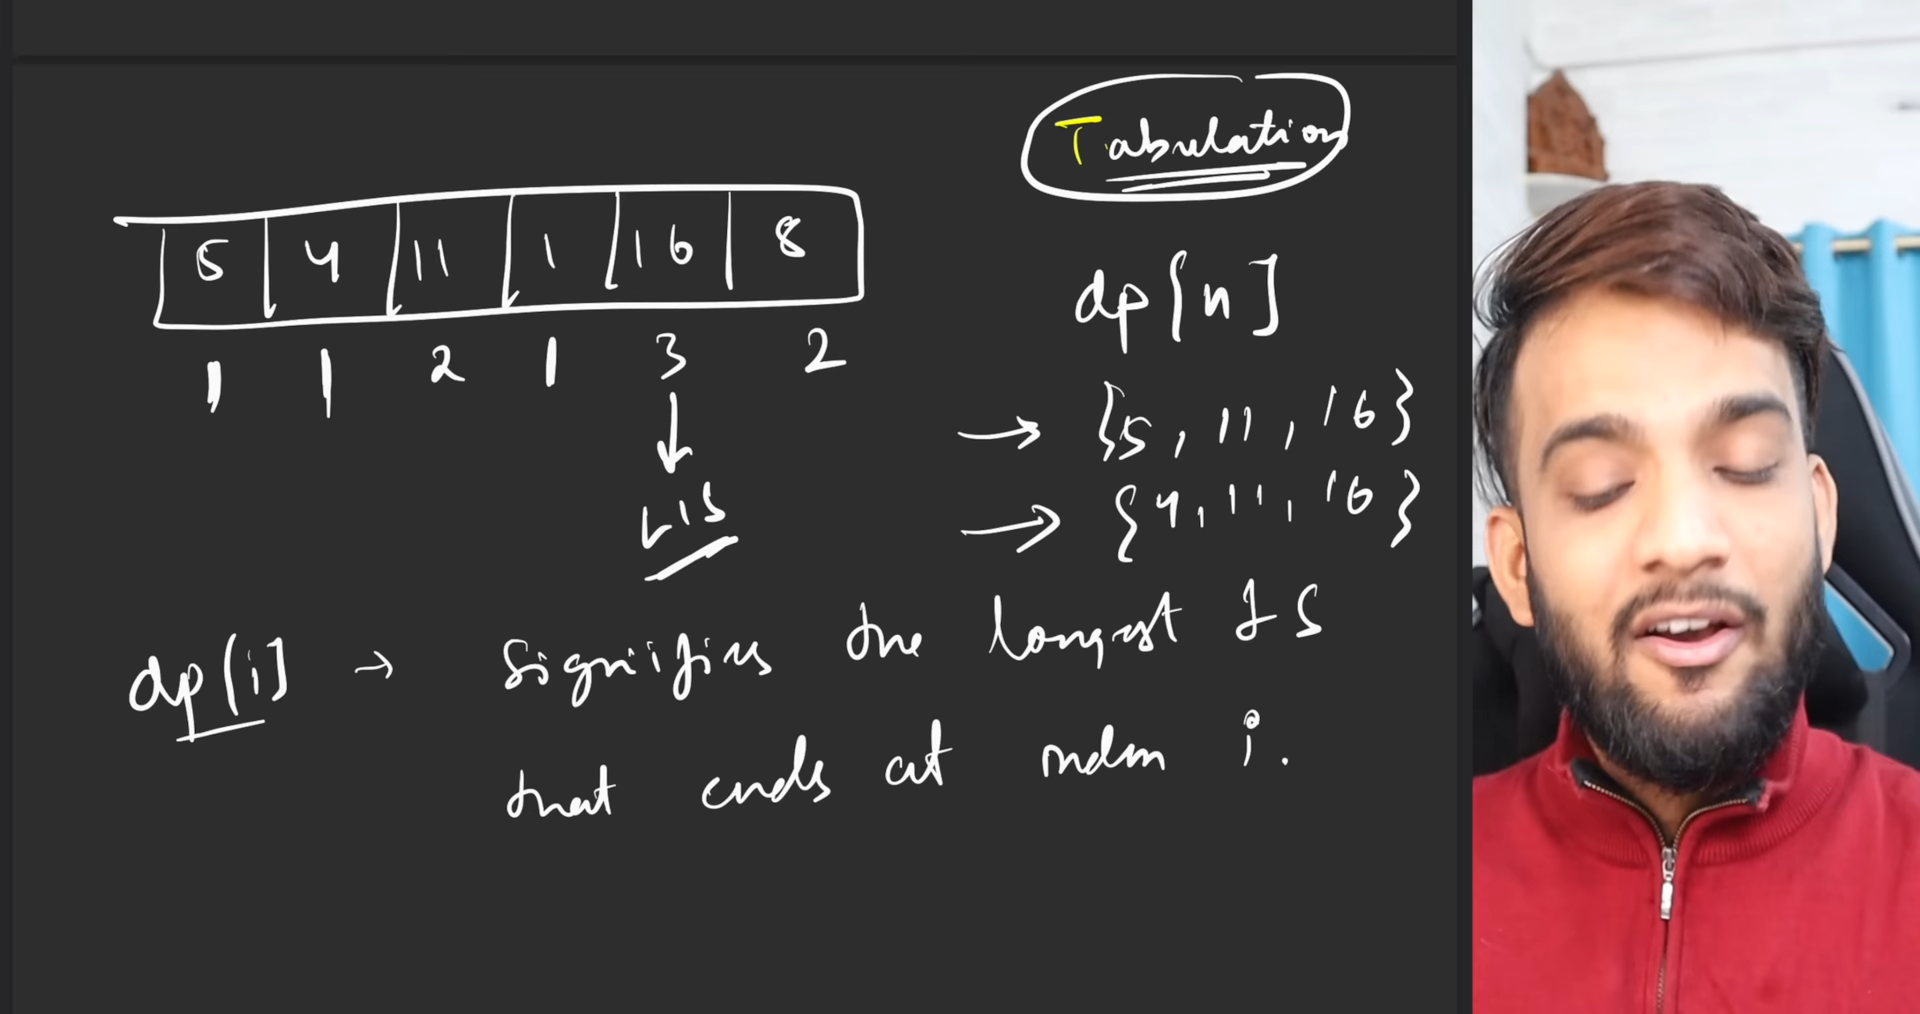 Tabulation
5 4 11 1 16 8
dp[n]
1 1 2 1 3 2
→ {5, 11, 16}
LIS
→ {4, 11, 16}
dp[i] → Signifies the longest IS
that ends at index i.